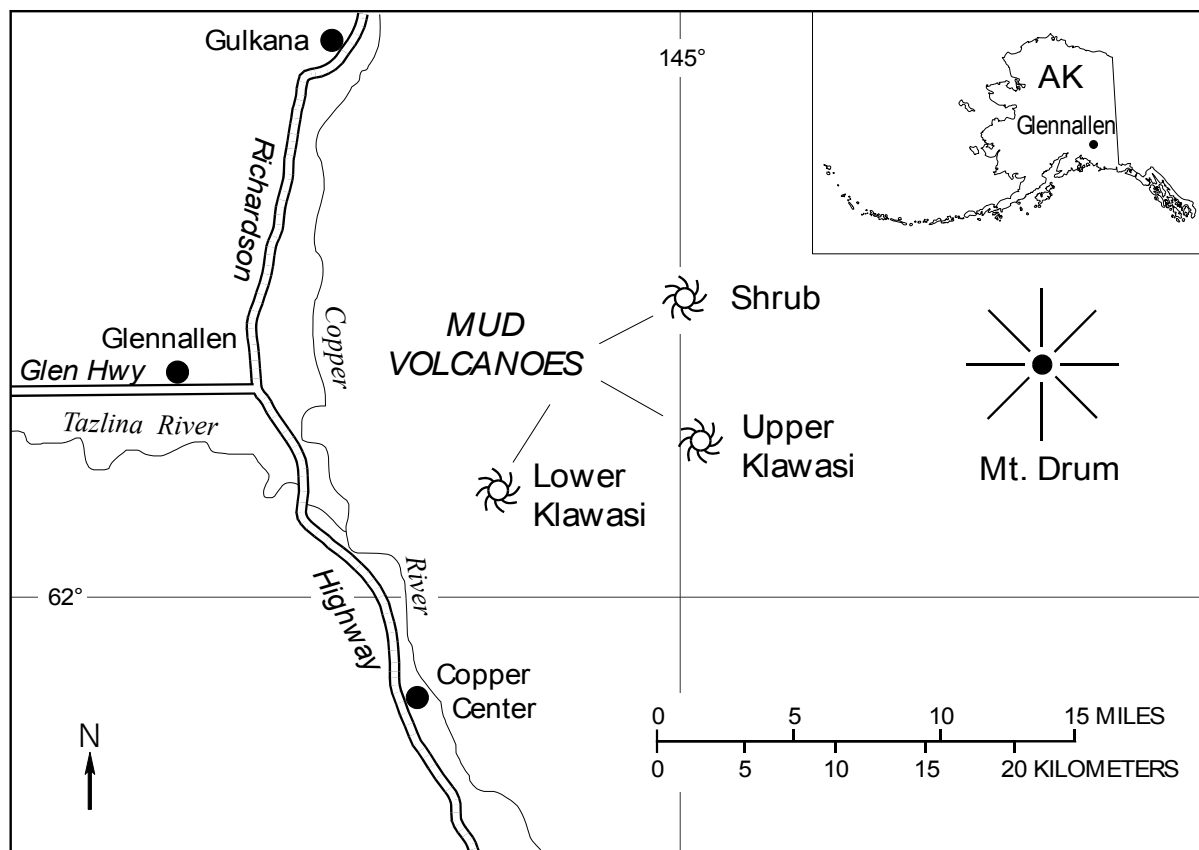 Gulkana
145°
AK
Glennallen
Richardson
Copper
MUD
VOLCANOES
Shrub
Glennallen
Glen Hwy
Tazlina River
Upper
Klawasi
Mt. Drum
Lower
Klawasi
62°
River
Highway
Copper
Center
N
0 5 10 15 MILES
0 5 10 15 20 KILOMETERS